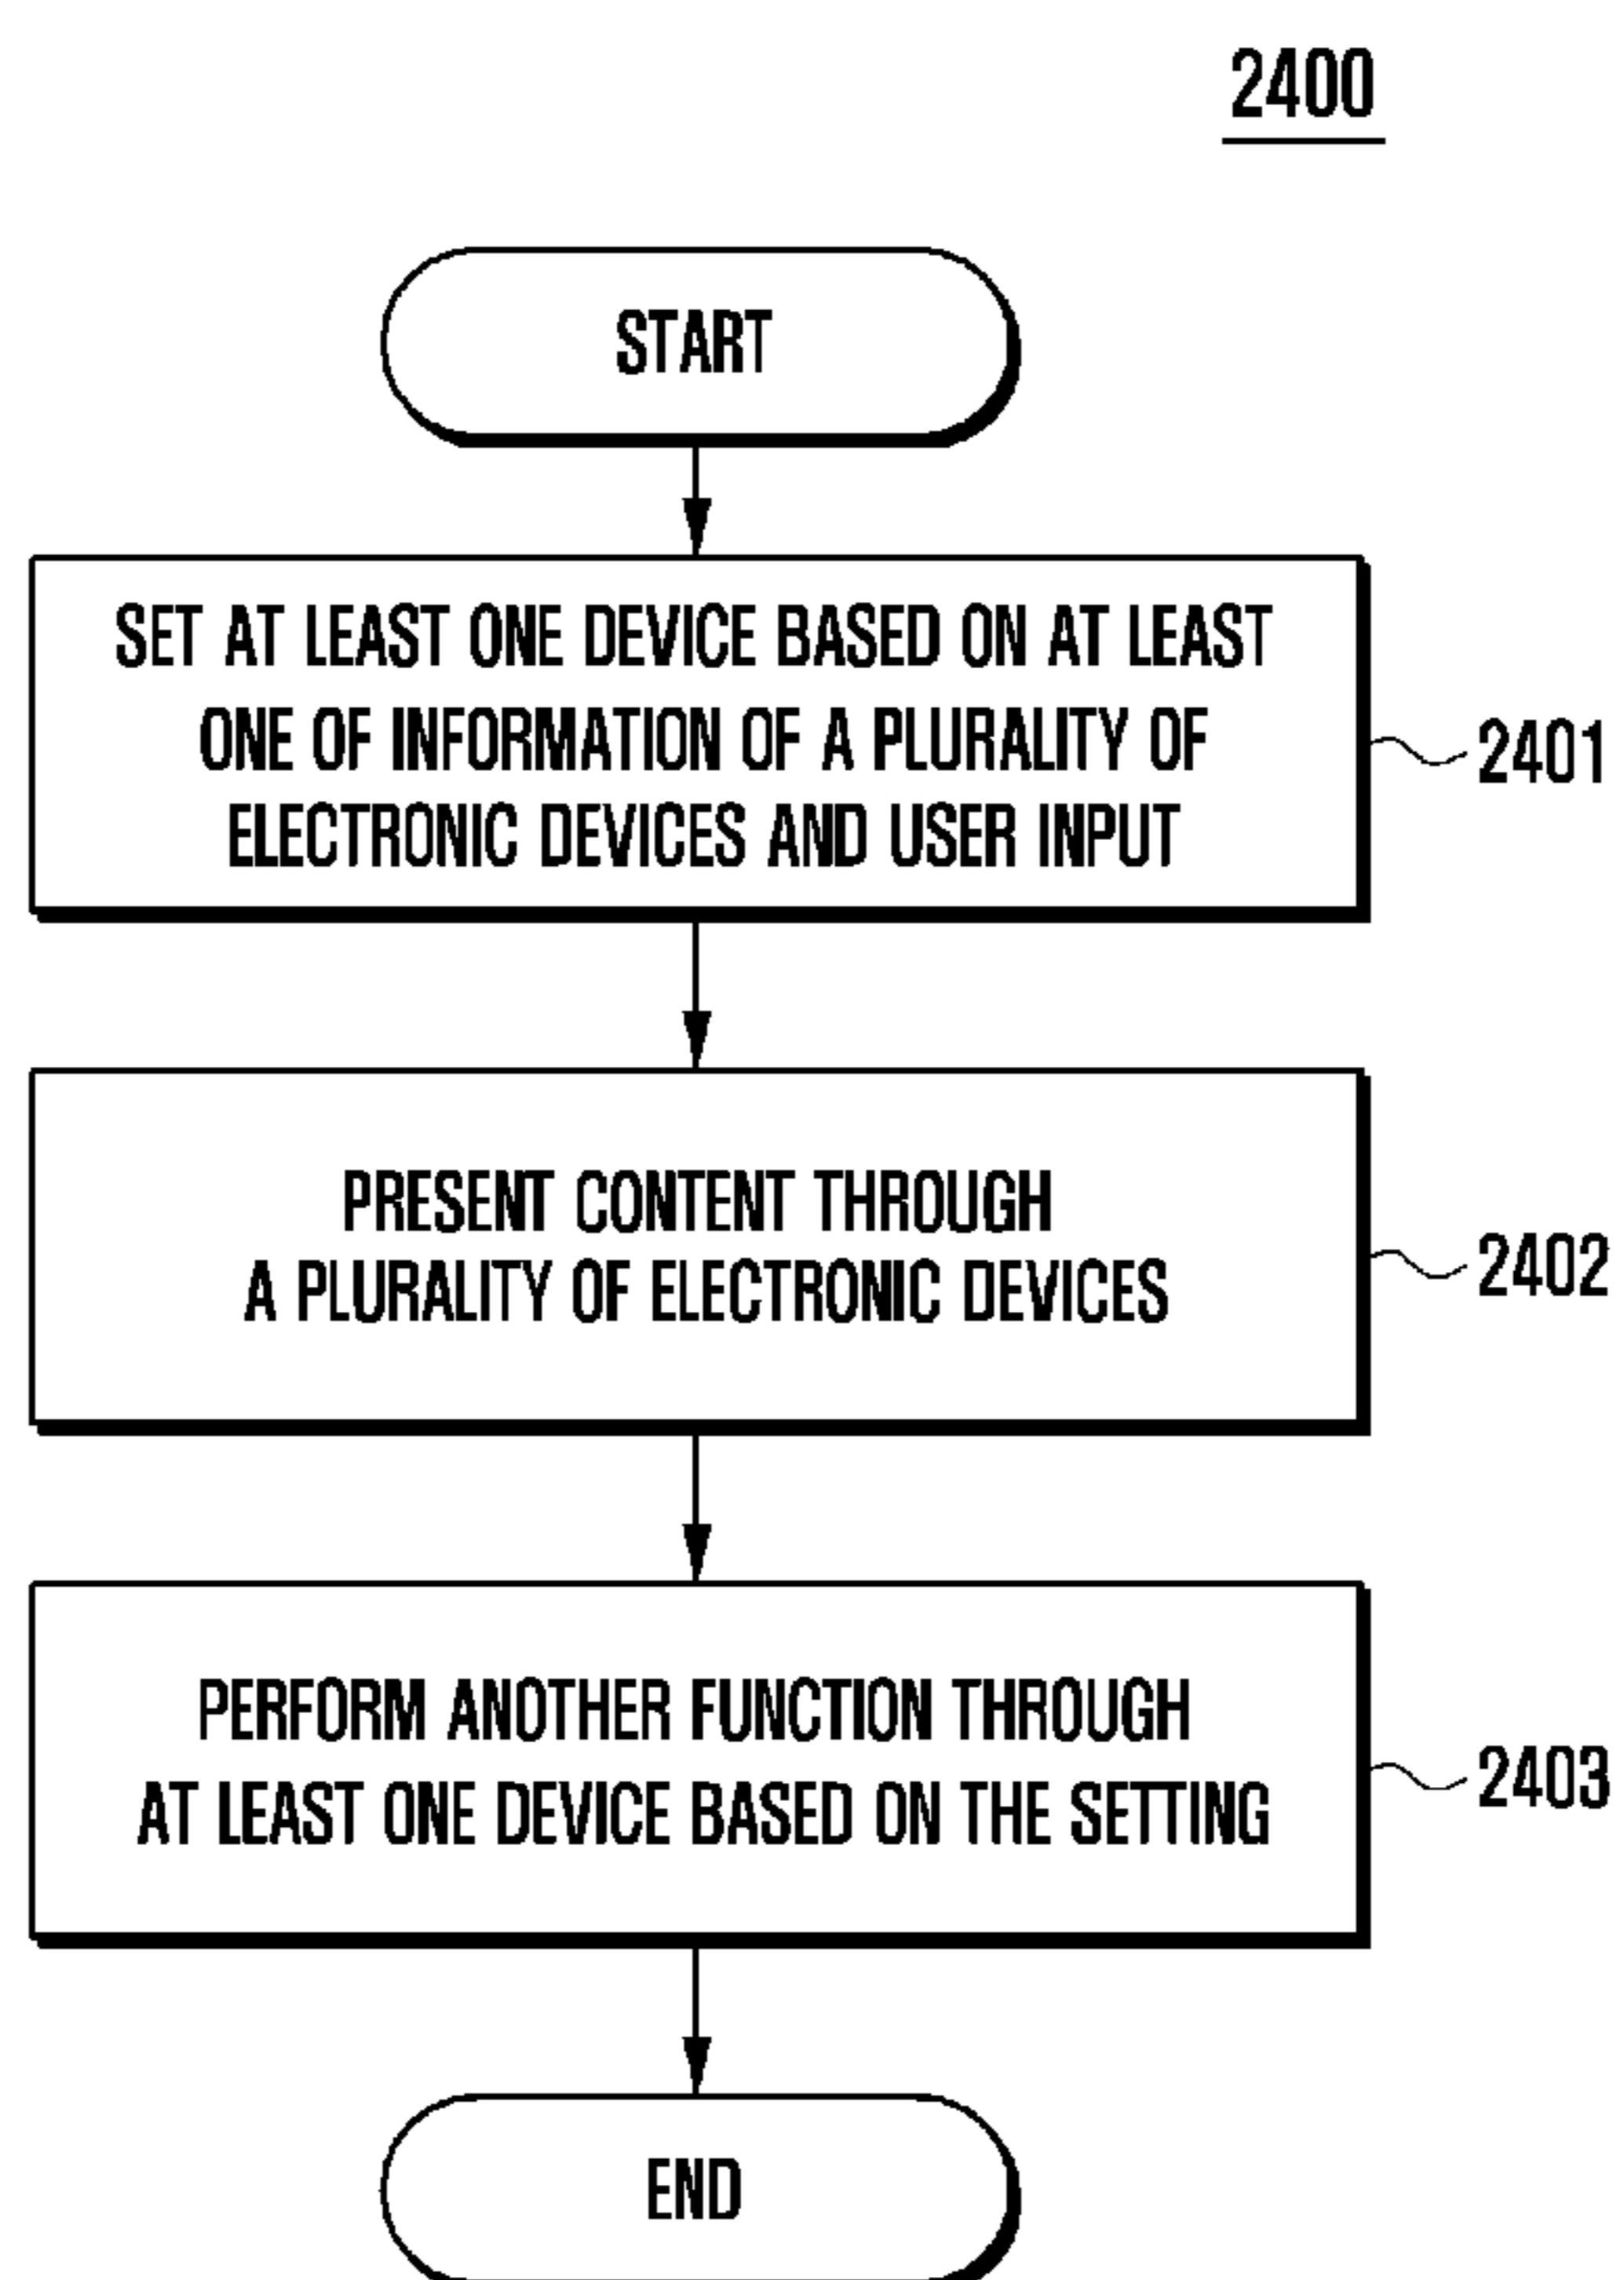 2400
START
SET AT LEAST ONE DEVICE BASED ON AT LEAST
ONE OF INFORMATION OF A PLURALITY OF
ELECTRONIC DEVICES AND USER INPUT
2401
PRESENT CONTENT THROUGH
A PLURALITY OF ELECTRONIC DEVICES
2402
PERFORM ANOTHER FUNCTION THROUGH
AT LEAST ONE DEVICE BASED ON THE SETTING
2403
END